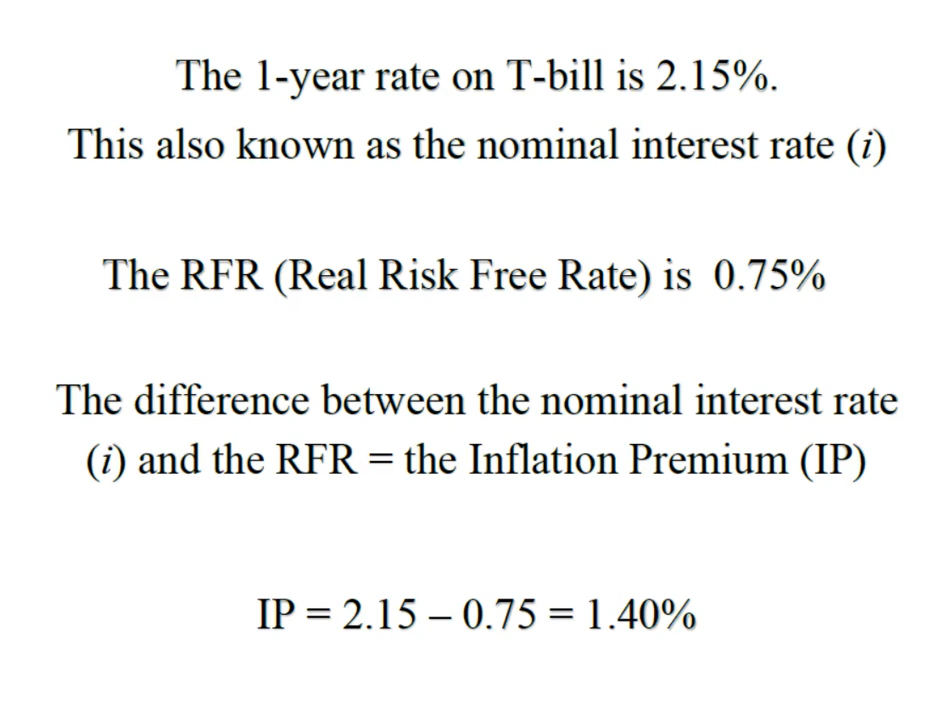 The 1-year rate on T-bill is 2.15%.
This also known as the nominal interest rate (i)
The RFR (Real Risk Free Rate) is 0.75%
The difference between the nominal interest rate
(i) and the RFR = the Inflation Premium (IP)
IP = 2.15 – 0.75 = 1.40%